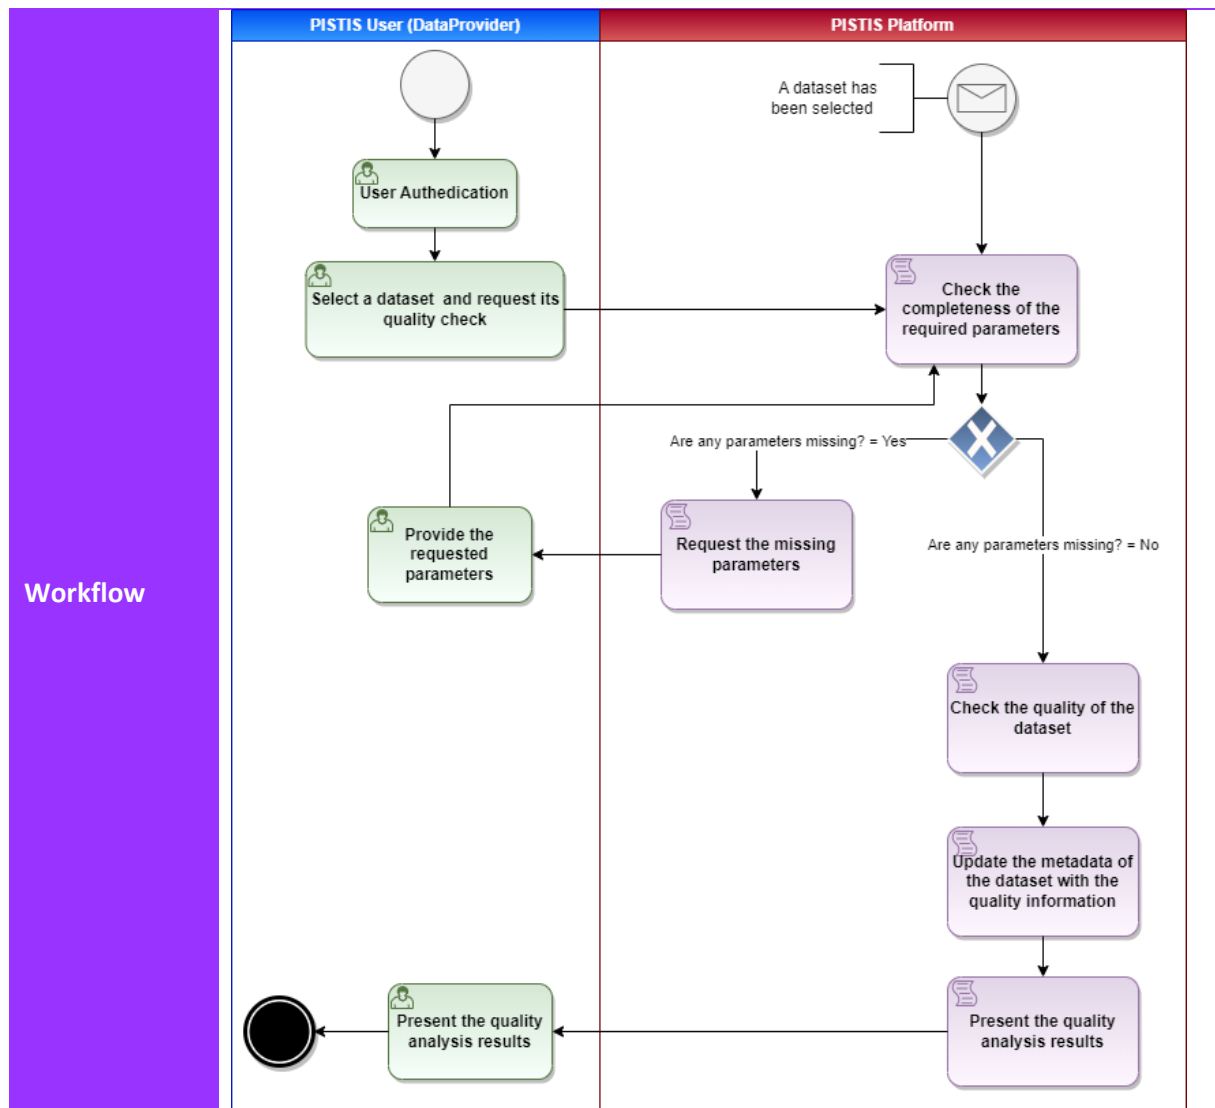 PISTIS User (DataProvider)
PISTIS Platform
A dataset has
been selected
User Authedication
Select a dataset and request its
quality check
Check the
completeness of the
required parameters
Are any parameters missing? = Yes
Provide the
requested
parameters
Request the missing
parameters
Are any parameters missing? = No
Workflow
Check the quality of the
dataset
Update the metadata of
the dataset with the
quality information
Present the quality
analysis results
Present the quality
analysis results